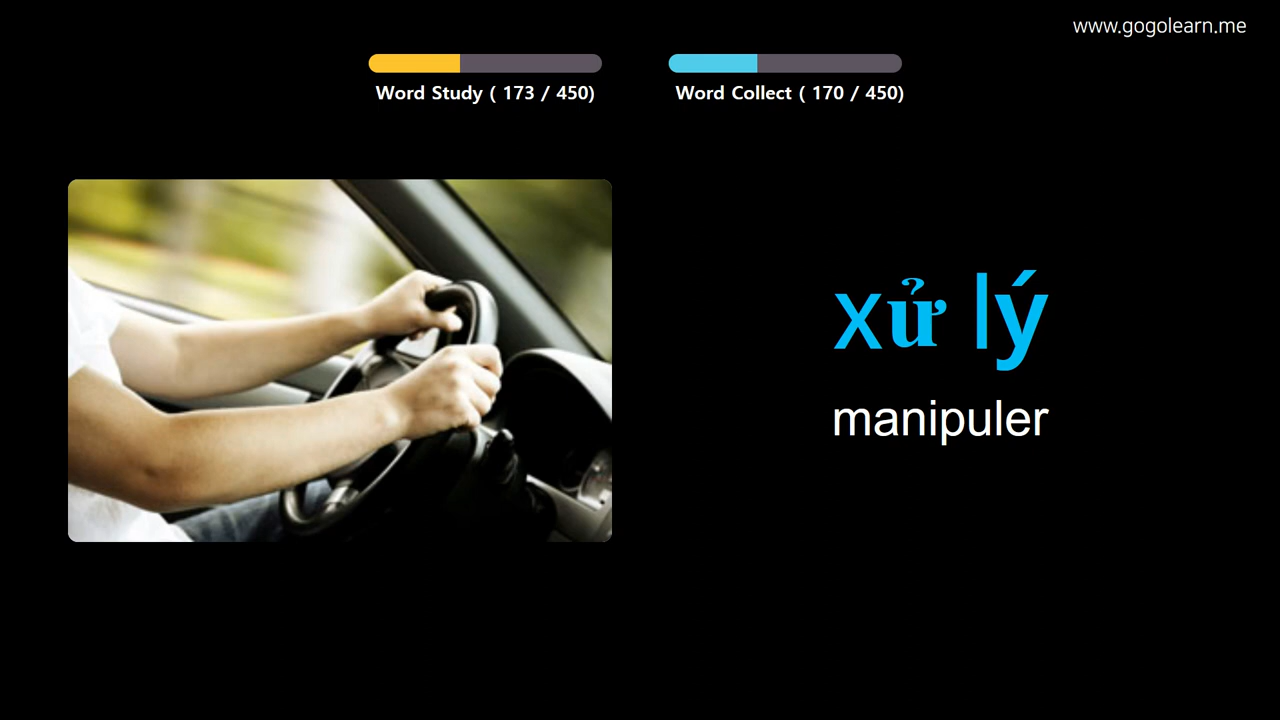 www.gogolearn.me
Word Study ( 173 / 450)
Word Collect ( 170 / 450)
xử lý
manipuler